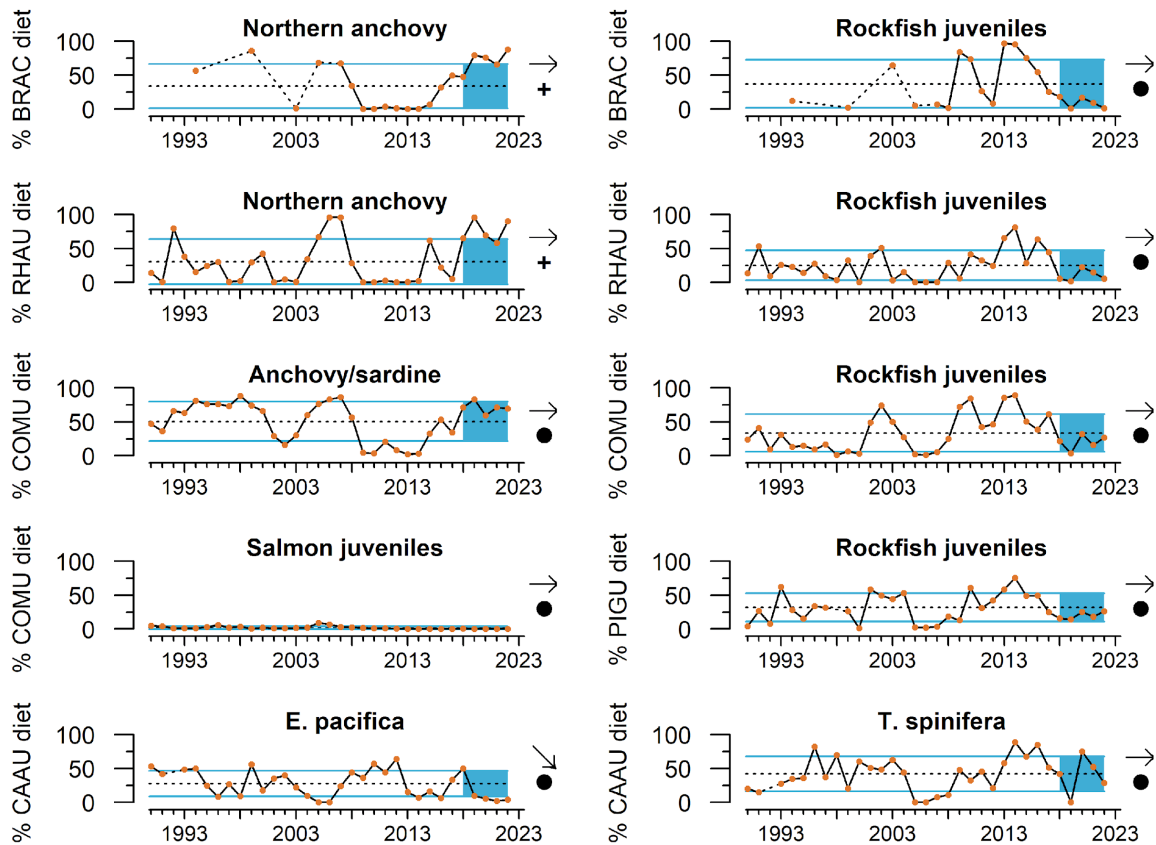 Northern anchovy
% BRAC diet
100
50
0
+
1993 2003 2013 2023
Rockfish juveniles
% BRAC diet
100
50
0
1993 2003 2013 2023
Northern anchovy
% RHAU diet
100
50
0
+
1993 2003 2013 2023
Rockfish juveniles
% RHAU diet
100
50
0
1993 2003 2013 2023
Anchovy/sardine
% COMU diet
100
50
0
1993 2003 2013 2023
Rockfish juveniles
% COMU diet
100
50
0
1993 2003 2013 2023
Salmon juveniles
% COMU diet
100
50
0
1993 2003 2013 2023
Rockfish juveniles
% PIGU diet
100
50
0
1993 2003 2013 2023
E. pacifica
% CAAU diet
100
50
0
1993 2003 2013 2023
T. spinifera
% CAAU diet
100
50
0
1993 2003 2013 2023